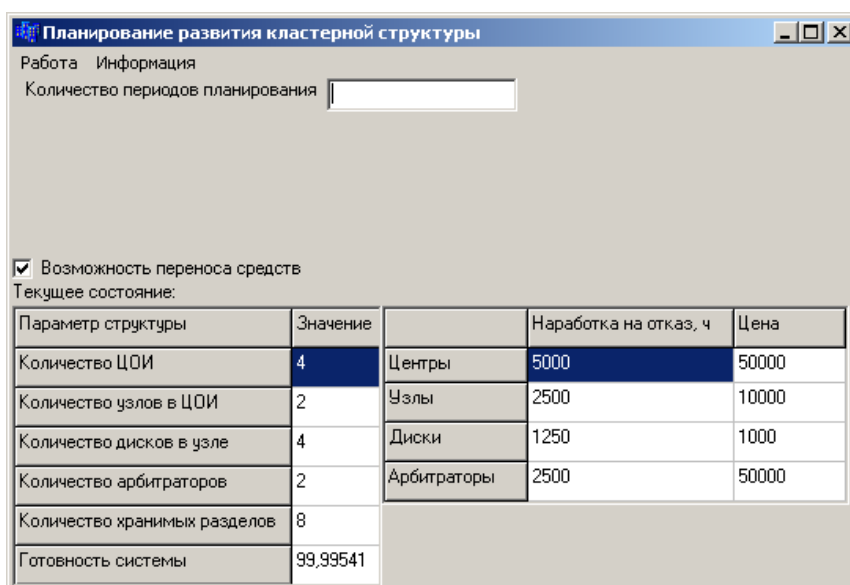 Планирование развития кластерной структуры
Работа Информация
Количество периодов планирования
Возможность переноса средств
Текущее состояние:
Параметр структуры Значение
Количество ЦОИ 4
Количество узлов в ЦОИ 2
Количество дисков в узле 4
Количество арбитраторов 2
Количество хранимых разделов 8
Готовность системы 99,99541
Наработка на отказ, ч Цена
Центры 5000 50000
Узлы 2500 10000
Диски 1250 1000
Арбитраторы 2500 50000